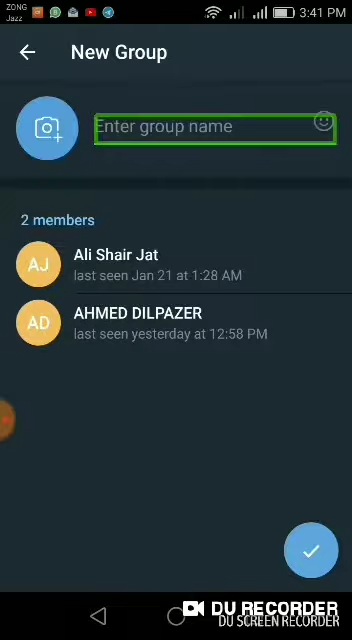 ZONG
Jazz
3:41 PM
New Group
Enter group name
2 members
AJ
Ali Shair Jat
last seen Jan 21 at 1:28 AM
AD
AHMED DILPAZER
last seen yesterday at 12:58 PM
DU RECORDER
DU SCREEN RECORDER